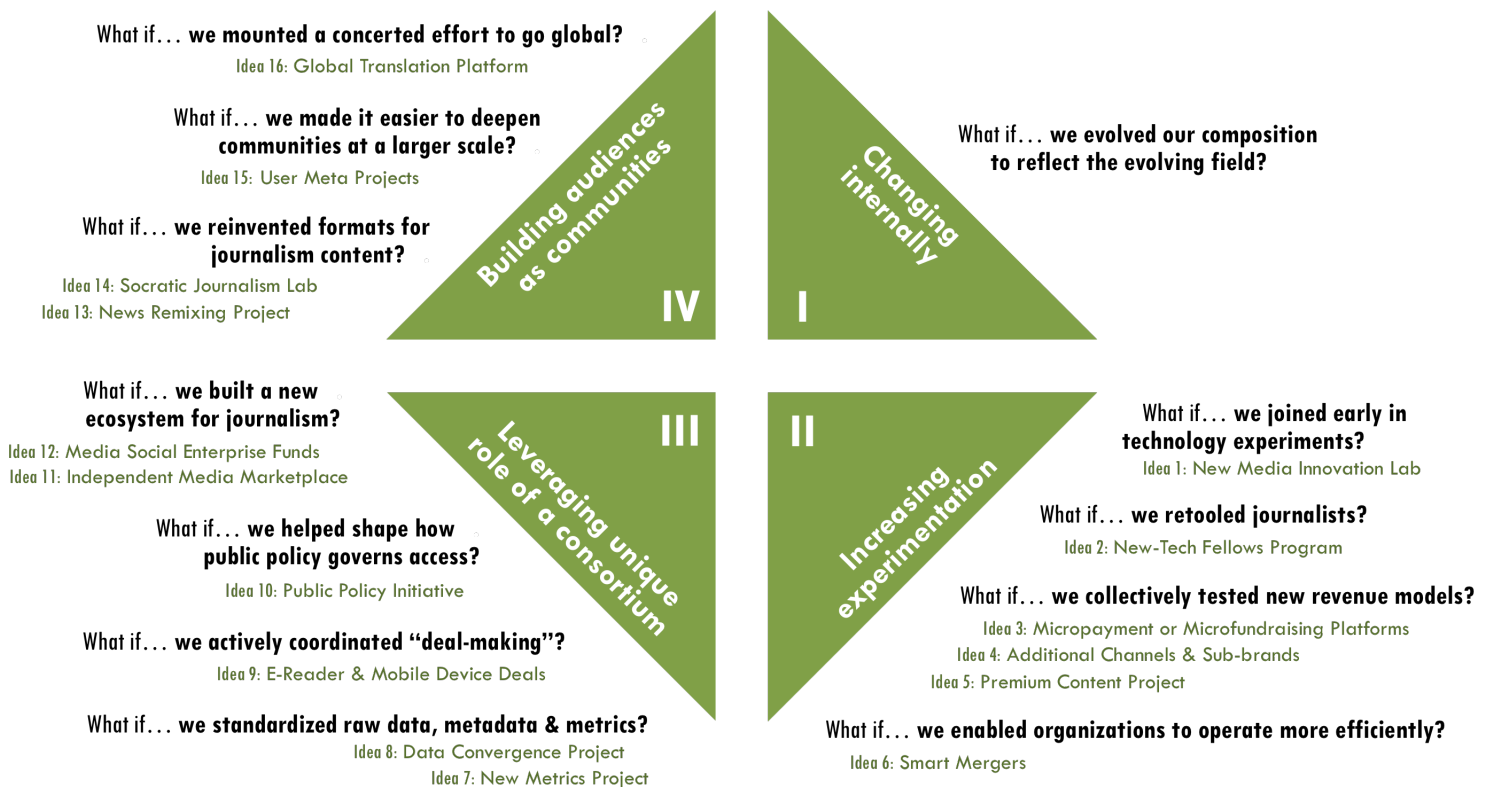 What if… we mounted a concerted effort to go global?
Idea 16: Global Translation Platform
What if… we made it easier to deepen
communities at a larger scale?
Idea 15: User Meta Projects
What if… we reinvented formats for
journalism content?
Idea 14: Socratic Journalism Lab
Idea 13: News Remixing Project
Building audiences
as communities
IV
Changing
internally
I
What if… we evolved our composition
to reflect the evolving field?
What if… we built a new
ecosystem for journalism?
Idea 12: Media Social Enterprise Funds
Idea 11: Independent Media Marketplace
What if… we helped shape how
public policy governs access?
Idea 10: Public Policy Initiative
What if… we actively coordinated “deal-making”?
Idea 9: E-Reader & Mobile Device Deals
What if… we standardized raw data, metadata & metrics?
Idea 8: Data Convergence Project
Idea 7: New Metrics Project
III
Leveraging unique
role of a consortium
II
Increasing
experimentation
What if… we joined early in
technology experiments?
Idea 1: New Media Innovation Lab
What if… we retooled journalists?
Idea 2: New-Tech Fellows Program
What if… we collectively tested new revenue models?
Idea 3: Micropayment or Microfundraising Platforms
Idea 4: Additional Channels & Sub-brands
Idea 5: Premium Content Project
What if… we enabled organizations to operate more efficiently?
Idea 6: Smart Mergers